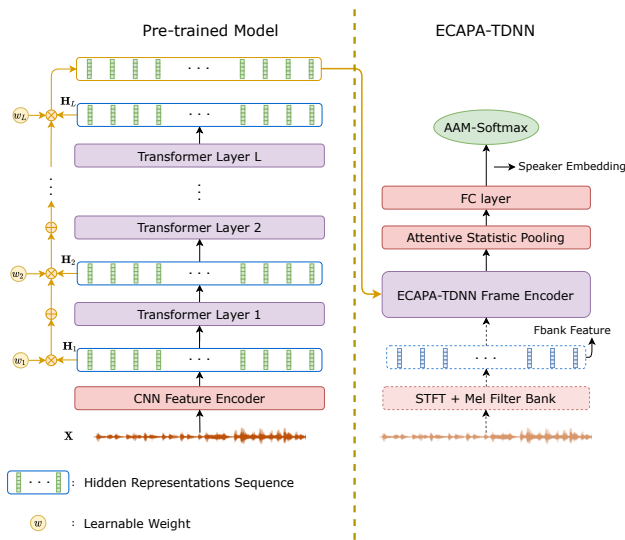 Pre-trained Model
ECAPA-TDNN
H_L
w_L
AAM-Softmax
Transformer Layer L
Speaker Embedding
FC layer
Transformer Layer 2
Attentive Statistic Pooling
H_2
w_2
ECAPA-TDNN Frame Encoder
Transformer Layer 1
Fbank Feature
H_1
w_1
CNN Feature Encoder
STFT + Mel Filter Bank
X
: Hidden Representations Sequence
w : Learnable Weight